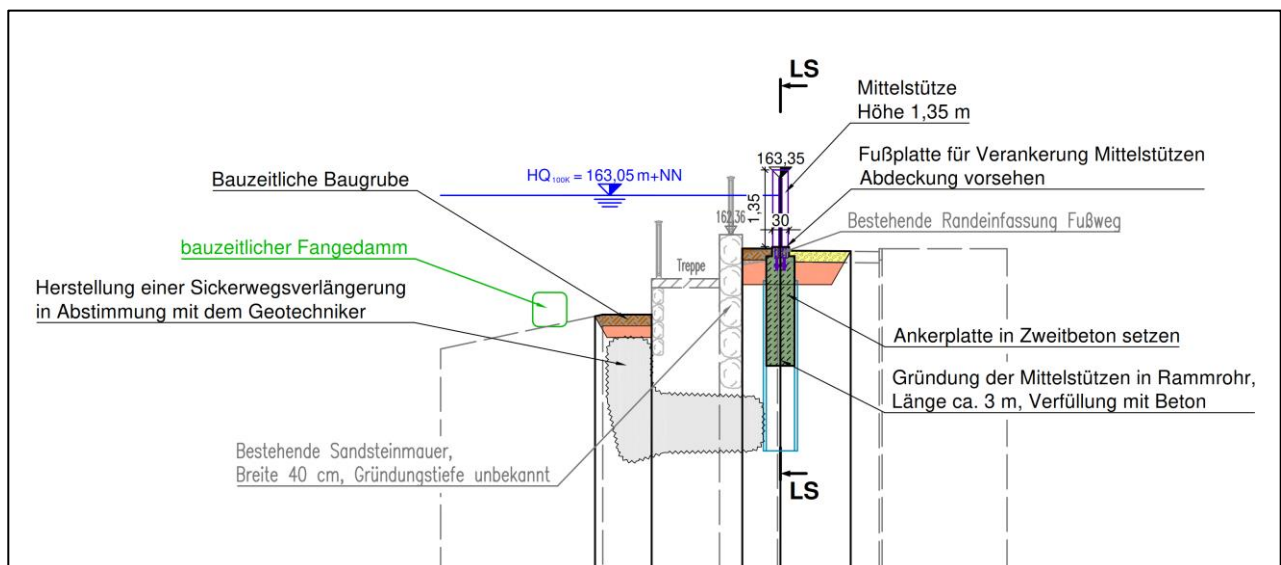 LS
Mittelstütze
Höhe 1,35 m
163,35
Fußplatte für Verankerung Mittelstützen
Abdeckung vorsehen
HQ100K = 163,05 m+NN
Bauzeitliche Baugrube
1,35
162,36
30
Bestehende Randeinfassung Fußweg
bauzeitlicher Fangedamm
Treppe
Herstellung einer Sickerwegsverlängerung
in Abstimmung mit dem Geotechniker
Ankerplatte in Zweitbeton setzen
Gründung der Mittelstützen in Rammrohr,
Länge ca. 3 m, Verfüllung mit Beton
Bestehende Sandsteinmauer,
Breite 40 cm, Gründungstiefe unbekannt
LS